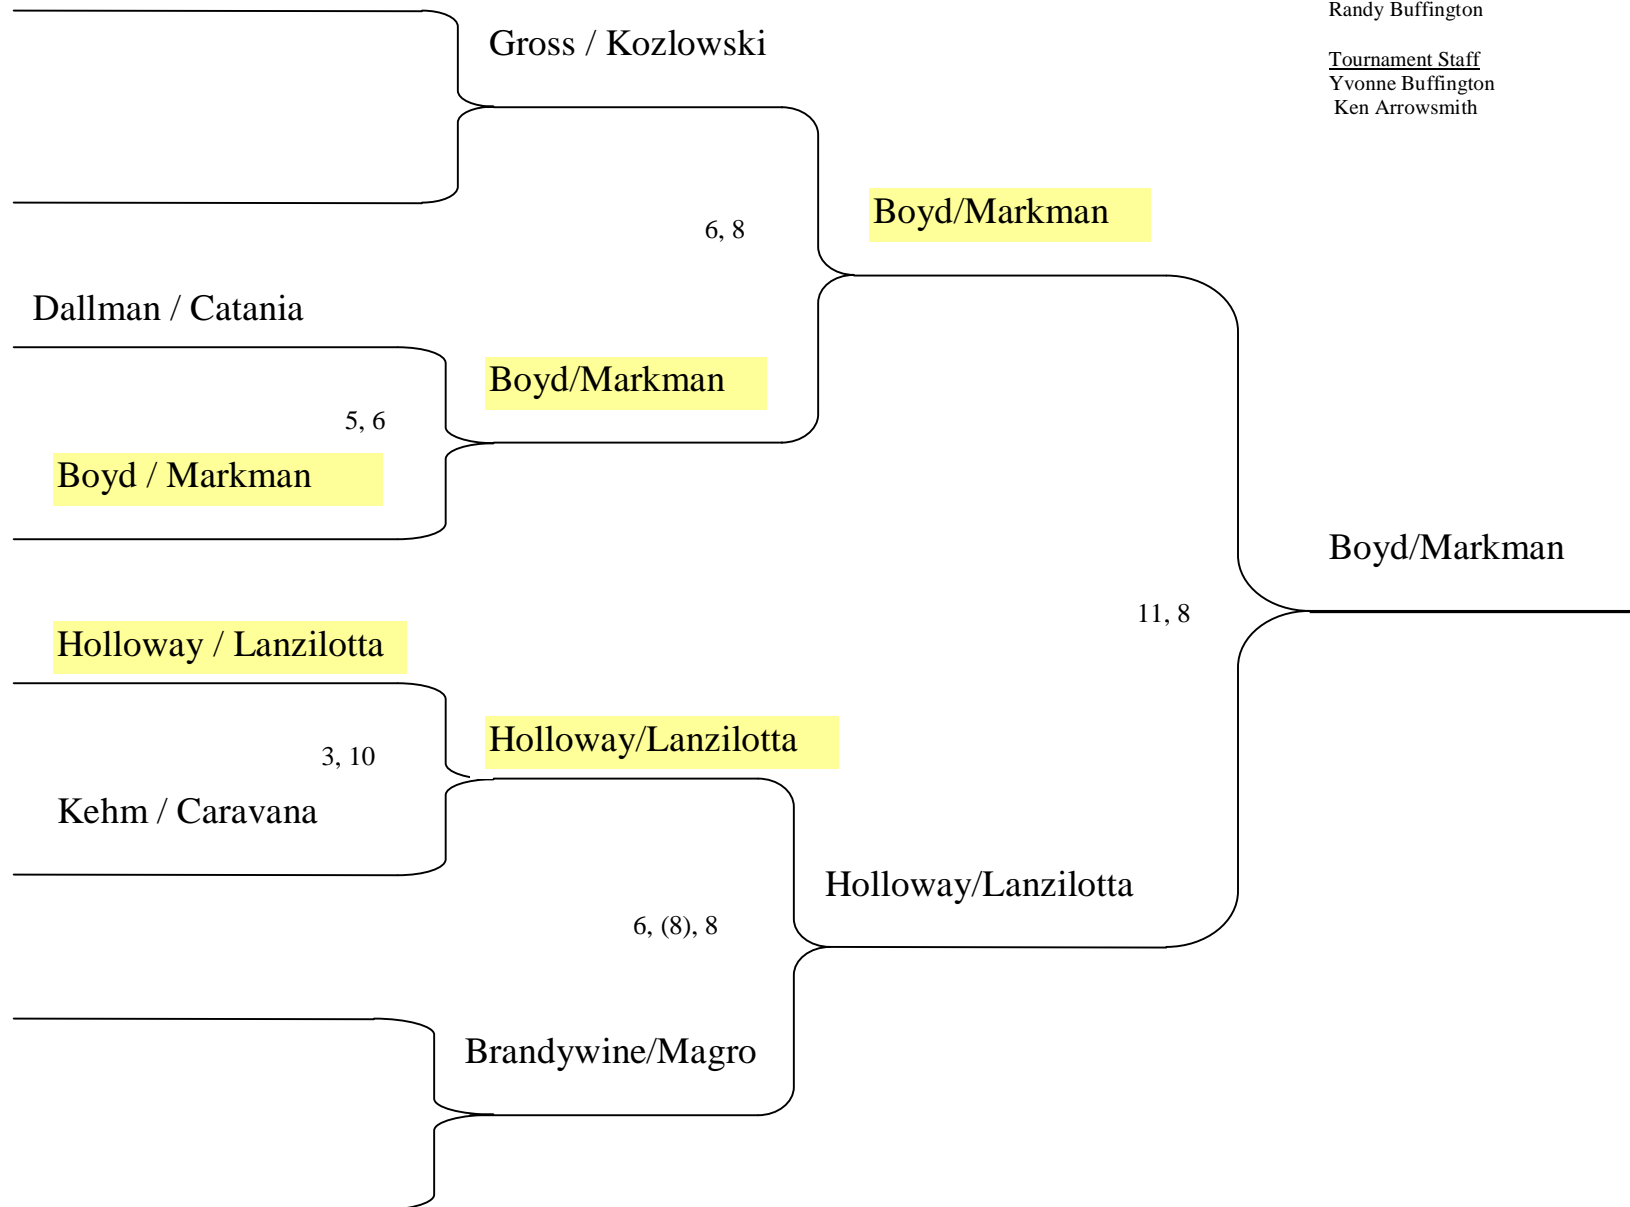 Randy Buffington
Gross / Kozlowski
Tournament Staff
Yvonne Buffington
Ken Arrowsmith
Boyd/Markman
6, 8
Dallman / Catania
Boyd/Markman
5, 6
Boyd / Markman
Boyd/Markman
11, 8
Holloway / Lanzilotta
Holloway/Lanzilotta
3, 10
Kehm / Caravana
Holloway/Lanzilotta
6, (8), 8
Brandywine/Magro